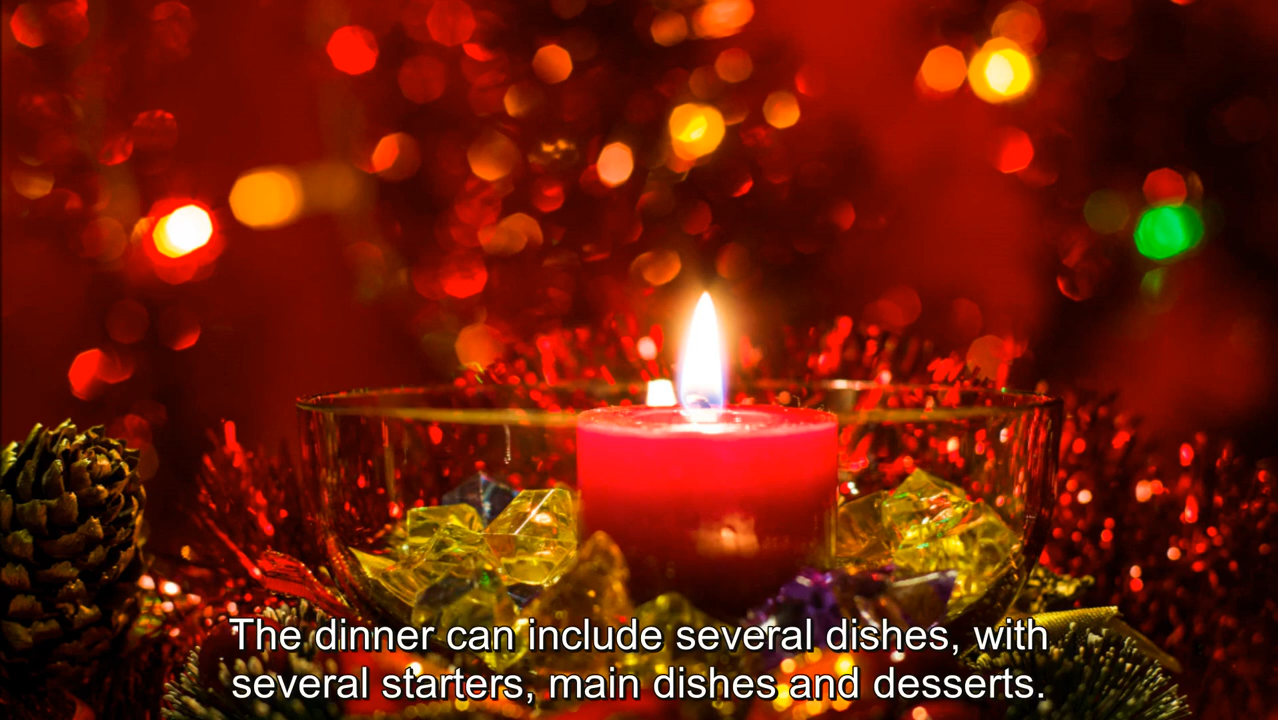 The dinner can include several dishes, with
several starters, main dishes and desserts.